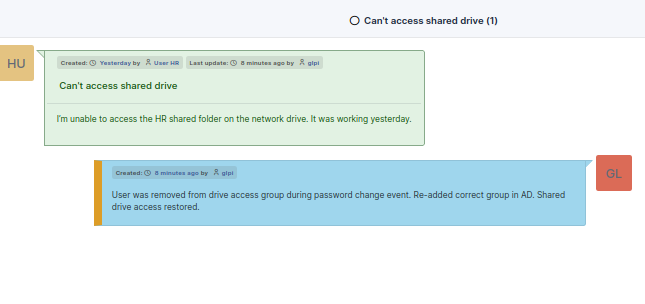 Can't access shared drive (1)
HU
Created: Yesterday by User HR Last update: 6 minutes ago by glpi
Can't access shared drive
I'm unable to access the HR shared folder on the network drive. It was working yesterday.
GL
Created: 8 minutes ago by glpi
User was removed from drive access group during password change event. Re-added correct group in AD. Shared
drive access restored.